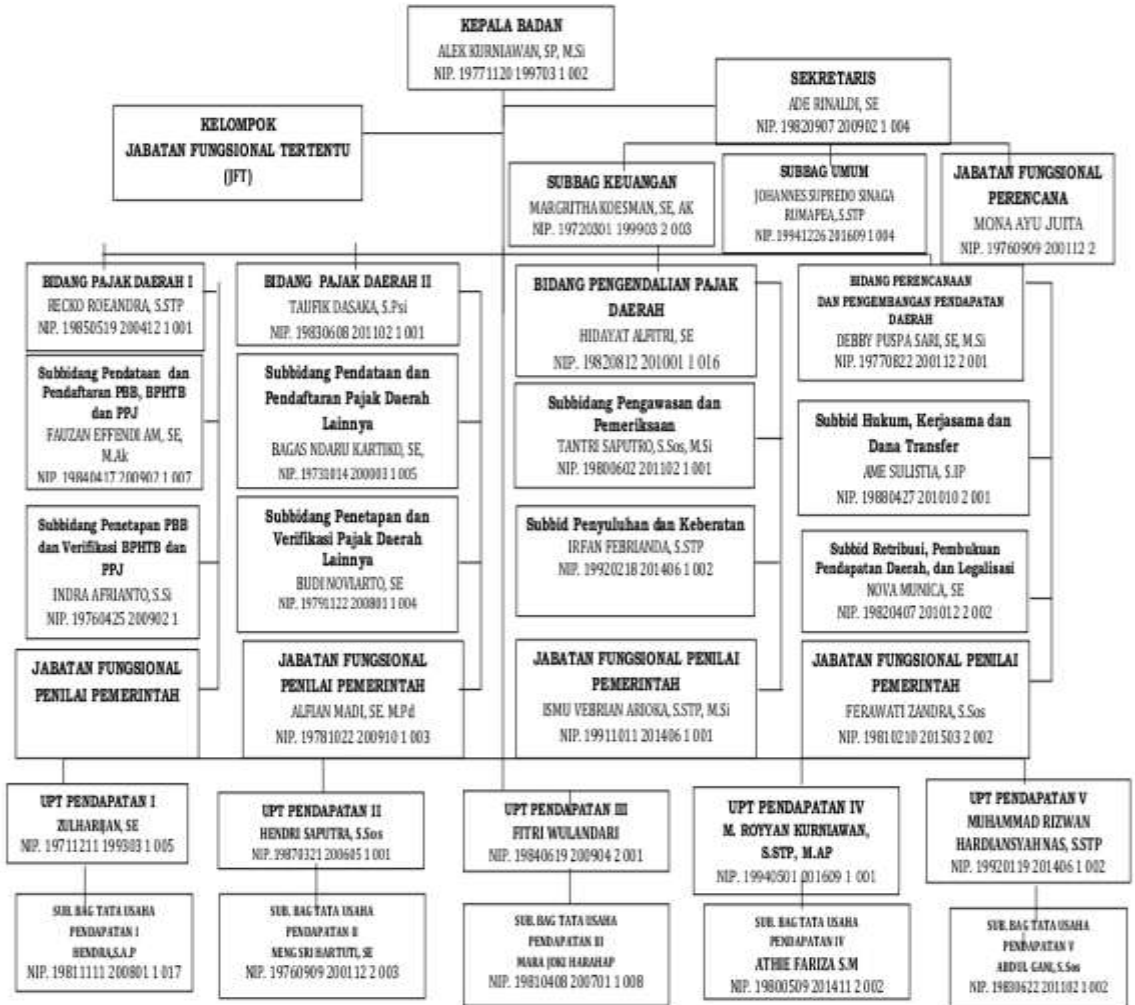 KEPALA BADAN
ALEK KURNIAWAN, SP, M.Si
NIP. 19771120 199703 1 002
SEKRETARIS
ADE RINALDI, SE
NIP. 19820907 200902 1 004
KELOMPOK
JABATAN FUNGSIONAL TERTENTU
(JFT)
SUBBAG KEUANGAN
MARGRITHA KOESMAN, SE, AK
NIP. 19720301 199903 2 003
SUBBAG UMUM
JOHANNES SUPREDO SINAGA
RUMAPEA, S.STP
NIP. 19941226 201609 1 004
JABATAN FUNGSIONAL
PERENCANA
MONA AYU JUITA
NIP. 19760909 200112 2
BIDANG PAJAK DAERAH I
RECKO ROEANDRA, S.STP
NIP. 19850519 200412 1 001
BIDANG PAJAK DAERAH II
TAUFIK DASAKA, S.Psi
NIP. 19830608 201102 1 001
BIDANG PENGENDALIAN PAJAK
DAERAH
HIDAYAT ALFITRI, SE
NIP. 19820812 201001 1 016
BIDANG PERENCANAAN
DAN PENGEMBANGAN PENDAPATAN
DAERAH
DEBBY PUSPA SARI, SE, M.Si
NIP. 19770822 200112 2 001
Subbidang Pendataan dan
Pendaftaran PBB, BPHTB
dan PPJ
FAUZAN EFFENDI AM, SE,
M.Ak
NIP. 19840417 200902 1 007
Subbidang Pendataan dan
Pendaftaran Pajak Daerah
Lainnya
BAGAS NDARU KARTIKO, SE,
NIP. 19731014 200003 1 005
Subbidang Pengawasan dan
Pemeriksaan
TANTRI SAPUTRO, S.Sos, M.Si
NIP. 19800602 201102 1 001
Subbid Hukum, Kerjasama dan
Dana Transfer
AME SULISTIA, S.IP
NIP. 19880427 201010 2 001
Subbidang Penetapan PBB
dan Verifikasi BPHTB dan
PPJ
INDRA AFRIANTO, S.Si
NIP. 19760425 200902 1
Subbidang Penetapan dan
Verifikasi Pajak Daerah
Lainnya
BUDI NOVIARTO, SE
NIP. 19791122 200801 1 004
Subbid Penyuluhan dan Keberatan
IRFAN FEBRIANDA, S.STP
NIP. 19920218 201406 1 002
Subbid Retribusi, Pembukuan
Pendapatan Daerah, dan Legalisasi
NOVA MUNICA, SE
NIP. 19820407 201012 2 002
JABATAN FUNGSIONAL
PENILAI PEMERINTAH
JABATAN FUNGSIONAL
PENILAI PEMERINTAH
ALFIAN MADI, SE. M.Pd
NIP. 19781022 200910 1 003
JABATAN FUNGSIONAL PENILAI
PEMERINTAH
ISMU VEBRIAN ARIOKA, S.STP, M.Si
NIP. 19911011 201406 1 001
JABATAN FUNGSIONAL PENILAI
PEMERINTAH
FERAWATI ZANDRA, S.Sos
NIP. 19810210 201503 2 002
UPT PENDAPATAN I
ZULHARIJAN, SE
NIP. 19711211 199303 1 005
UPT PENDAPATAN II
HENDRI SAPUTRA, S.Sos
NIP. 19870321 200605 1 001
UPT PENDAPATAN III
FITRI WULANDARI
NIP. 19840619 200904 2 001
UPT PENDAPATAN IV
M. ROYYAN KURNIAWAN,
S.STP, M.AP
NIP. 19940501 201609 1 001
UPT PENDAPATAN V
MUHAMMAD RIZWAN
HARDIANSYAH NAS, S.STP
NIP. 19920119 201406 1 002
SUB. BAG TATA USAHA
PENDAPATAN I
HENDRA,S.A.P
NIP. 19811111 200801 1 017
SUB. BAG TATA USAHA
PENDAPATAN II
NENG SRI HARTUTI, SE
NIP. 19760909 200112 2 003
SUB. BAG TATA USAHA
PENDAPATAN III
MARA JOKI HARAHAP
NIP. 19810408 200701 1 008
SUB. BAG TATA USAHA
PENDAPATAN IV
ATHIE FARIZA S.M
NIP. 19800509 201411 2 002
SUB. BAG TATA USAHA
PENDAPATAN V
ABDUL GANI, S.Sos
NIP. 19830622 201102 1 002